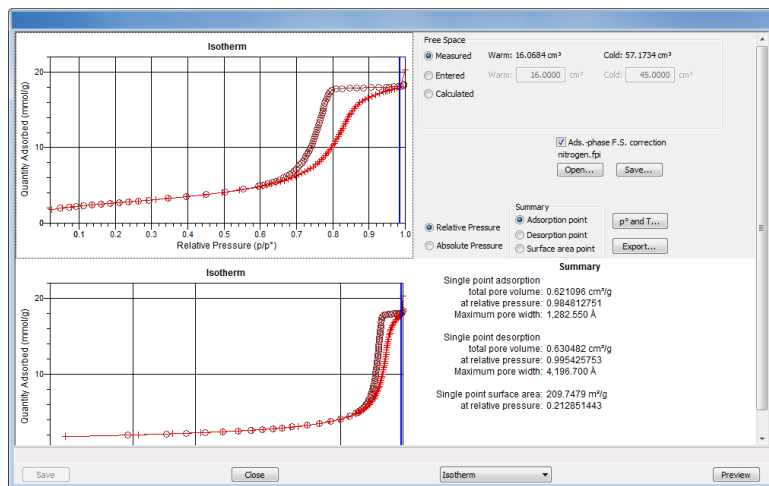 Isotherm
Quantity Adsorbed (mmol/g)
20
10
0
0.1 0.2 0.3 0.4 0.5 0.6 0.7 0.8 0.9 1.0
Relative Pressure (p/p°)
Free Space
Measured Warm: 16.0684 cm³ Cold: 57.1734 cm³
Entered Warm: 16.0000 cm³ Cold: 45.0000 cm³
Calculated
Ads.-phase F.S. correction
nitrogen.fpi
Open... Save...
Relative Pressure
Absolute Pressure
Summary
Adsorption point
Desorption point
Surface area point
p° and T...
Export...
Isotherm
Quantity Adsorbed (mmol/g)
20
10
Summary
Single point adsorption
total pore volume: 0.621096 cm³/g
at relative pressure: 0.984812751
Maximum pore width: 1,282.550 Å
Single point desorption
total pore volume: 0.630482 cm³/g
at relative pressure: 0.995425753
Maximum pore width: 4,196.700 Å
Single point surface area: 209.7479 m²/g
at relative pressure: 0.212851443
Save Close Isotherm Preview